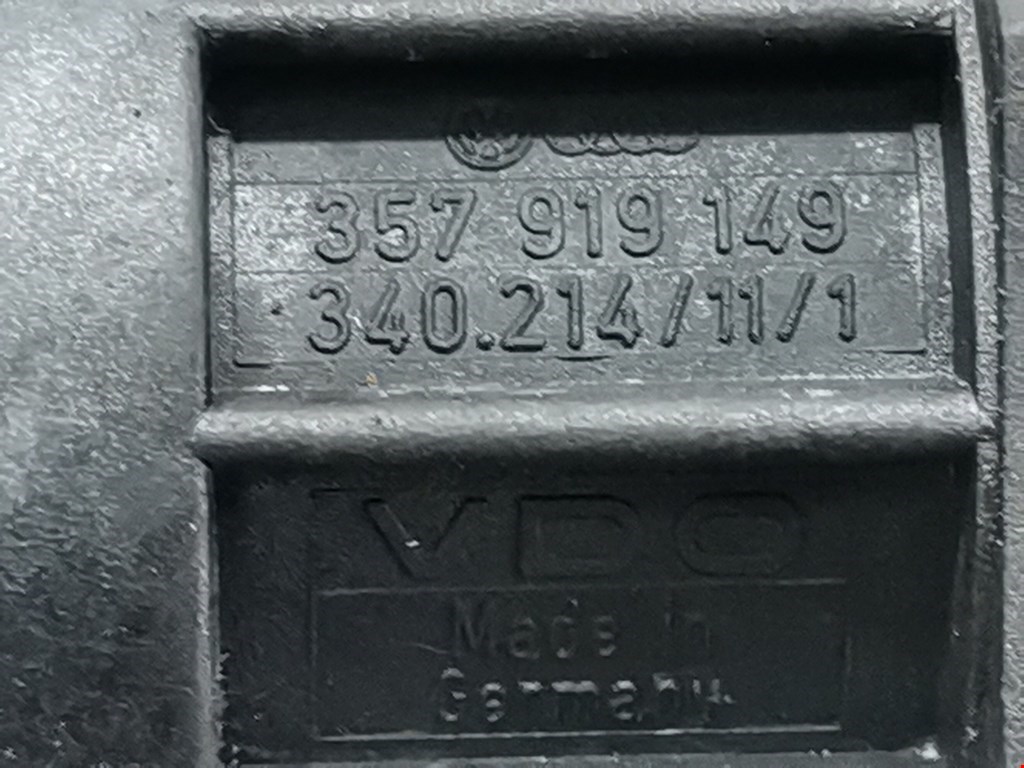 357 919 149
340.214/11/1
VDO
Made in
Germany